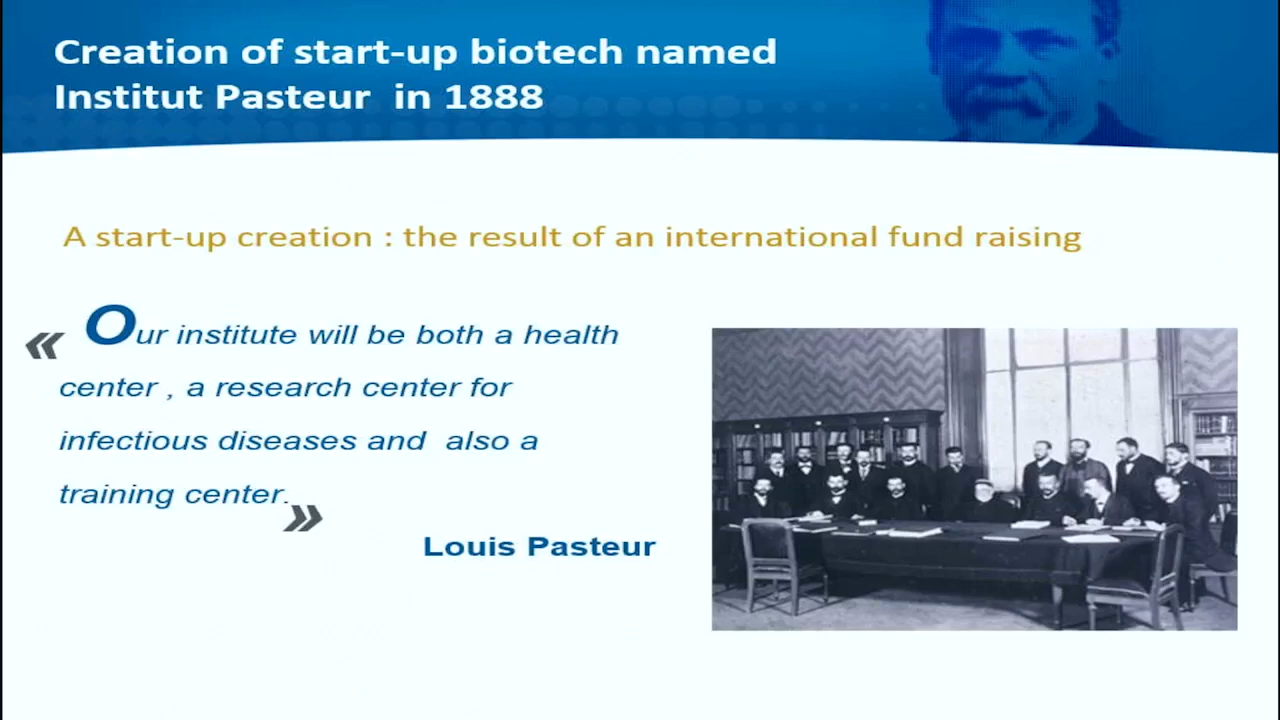 Creation of start-up biotech named
Institut Pasteur in 1888
A start-up creation : the result of an international fund raising
« Our institute will be both a health
center , a research center for
infectious diseases and also a
training center. »
Louis Pasteur